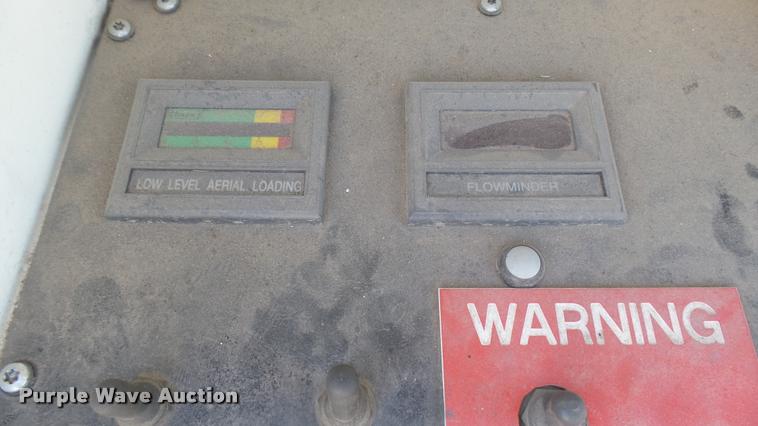 LOW LEVEL AERIAL LOADING
FLOWMINDER
WARNING
Purple Wave Auction